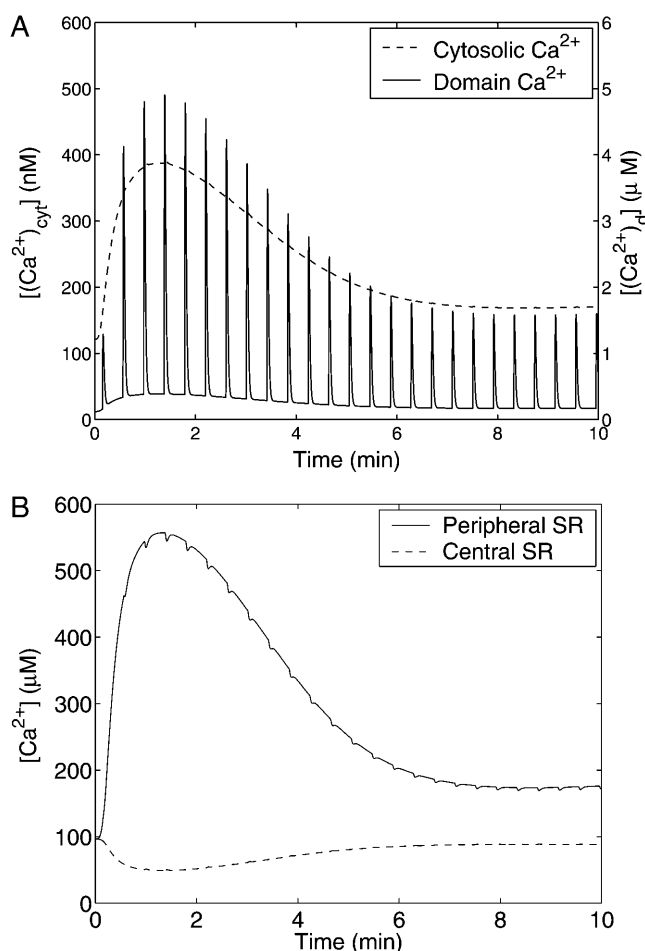 A
600
500
400
300
200
100
0
[(Ca2+)cyt] (nM)
Cytosolic Ca2+
Domain Ca2+
6
5
4
3
2
1
0
[(Ca2+)d] (μ M)
0 2 4 6 8 10
Time (min)
B
600
500
400
300
200
100
0
[Ca2+] (μM)
Peripheral SR
Central SR
0 2 4 6 8 10
Time (min)